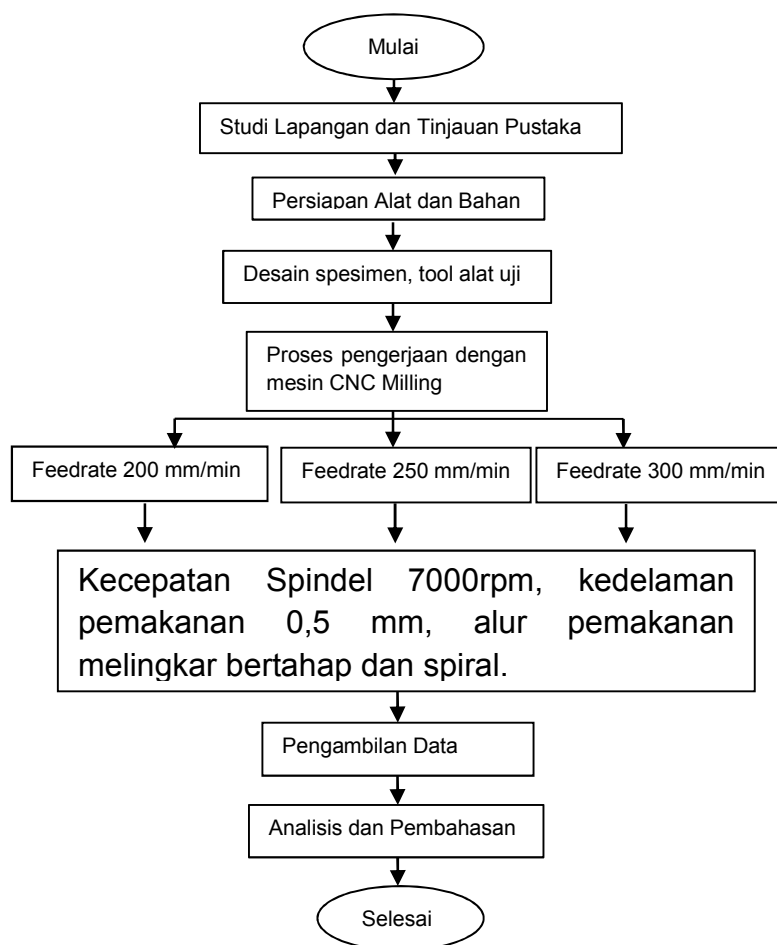 Mulai
Studi Lapangan dan Tinjauan Pustaka
Persiapan Alat dan Bahan
Desain spesimen, tool alat uji
Proses pengerjaan dengan
mesin CNC Milling
Feedrate 200 mm/min
Feedrate 250 mm/min
Feedrate 300 mm/min
Kecepatan Spindel 7000rpm, kedelaman
pemakanan 0,5 mm, alur pemakanan
melingkar bertahap dan spiral.
Pengambilan Data
Analisis dan Pembahasan
Selesai